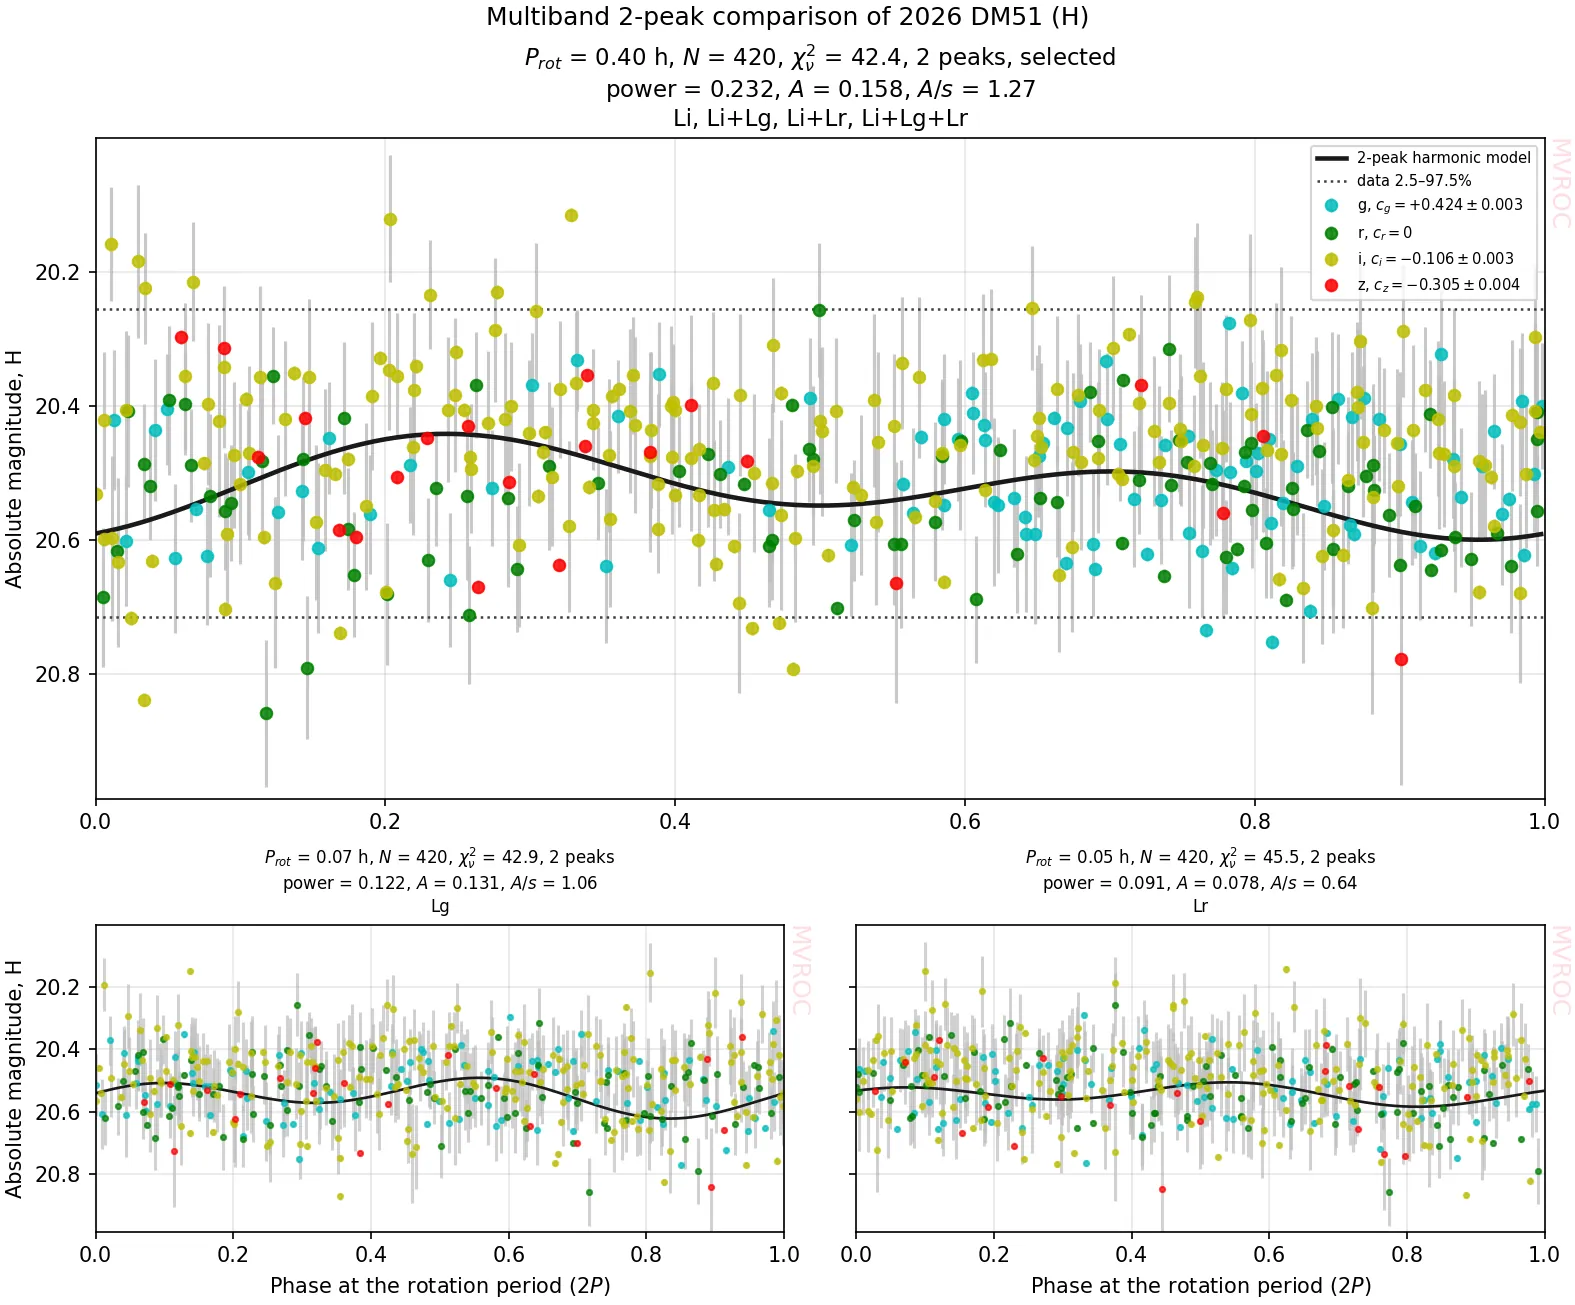 Multiband 2-peak comparison of 2026 DM51 (H)
P_rot = 0.40 h, N = 420, χ²_ν = 42.4, 2 peaks, selected
power = 0.232, A = 0.158, A/s = 1.27
Li, Li+Lg, Li+Lr, Li+Lg+Lr
2-peak harmonic model
data 2.5–97.5%
g, c_g = +0.424 ± 0.003
r, c_r = 0
i, c_i = −0.106 ± 0.003
z, c_z = −0.305 ± 0.004
MVROC
Absolute magnitude, H
20.2
20.4
20.6
20.8
0.0 0.2 0.4 0.6 0.8 1.0
P_rot = 0.07 h, N = 420, χ²_ν = 42.9, 2 peaks
power = 0.122, A = 0.131, A/s = 1.06
Lg
MVROC
Absolute magnitude, H
20.2
20.4
20.6
20.8
0.0 0.2 0.4 0.6 0.8 1.0
Phase at the rotation period (2P)
P_rot = 0.05 h, N = 420, χ²_ν = 45.5, 2 peaks
power = 0.091, A = 0.078, A/s = 0.64
Lr
MVROC
0.0 0.2 0.4 0.6 0.8 1.0
Phase at the rotation period (2P)